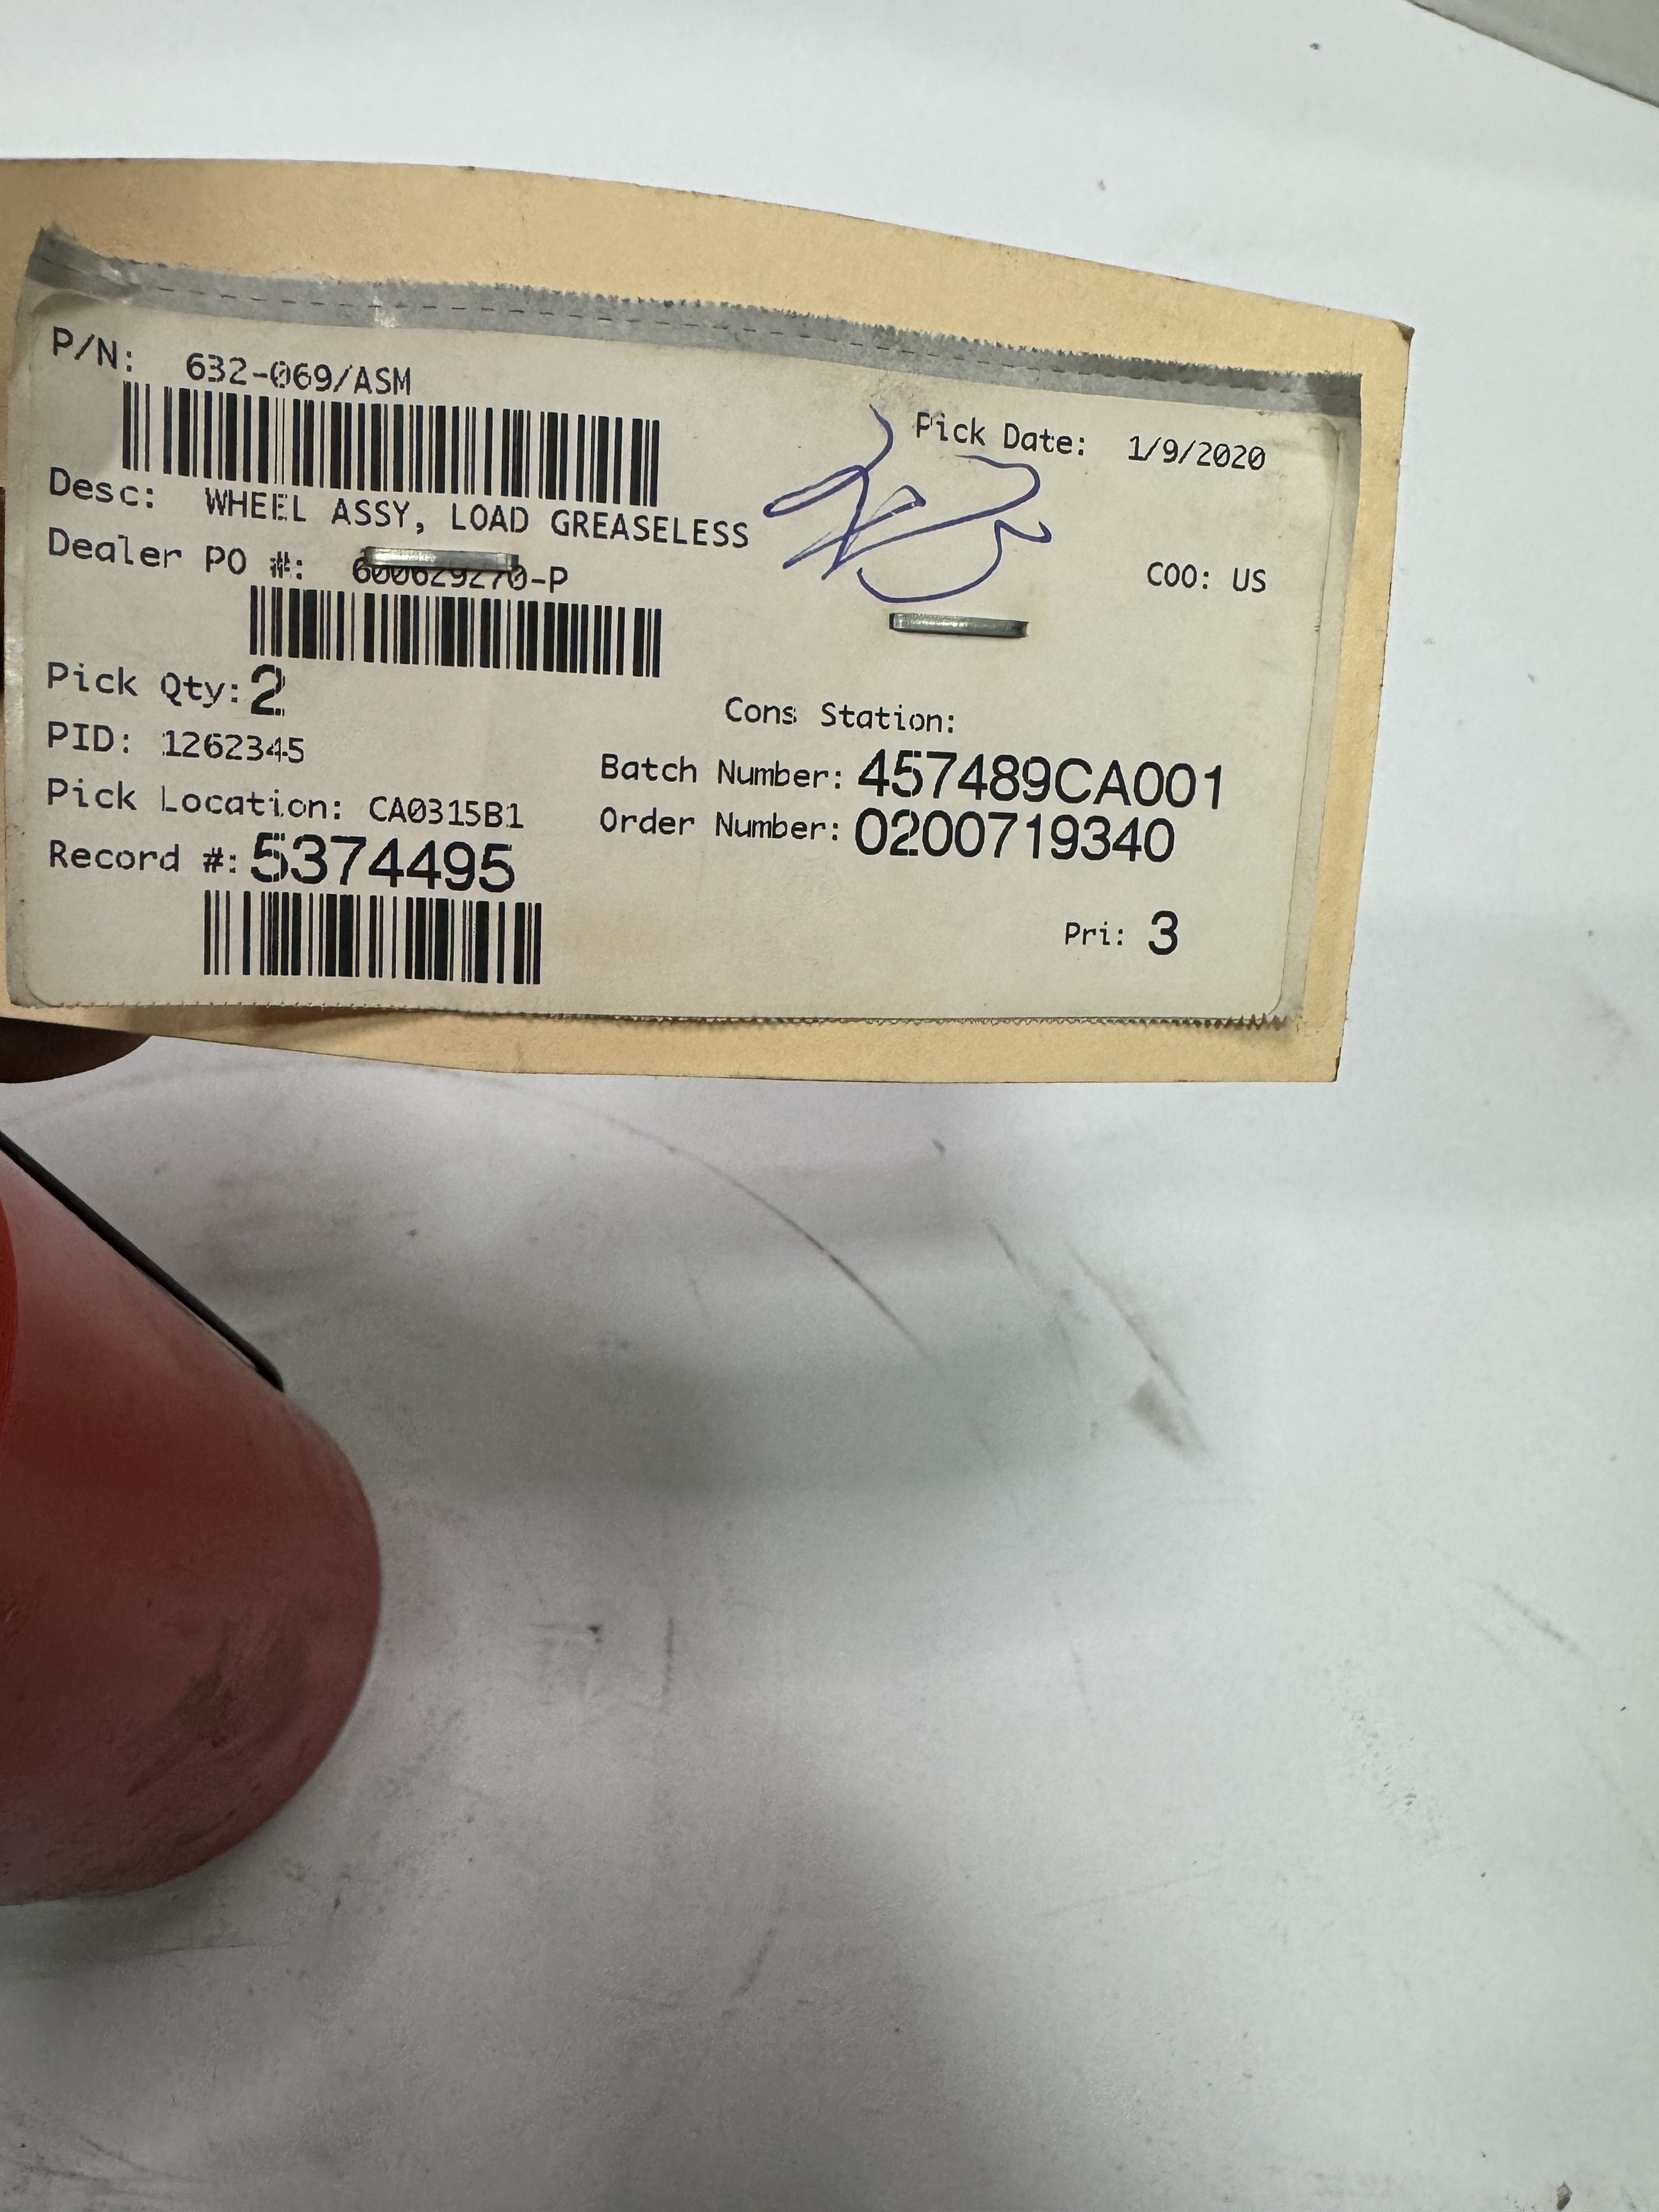 P/N: 632-069/ASM
Pick Date: 1/9/2020
Desc: WHEEL ASSY, LOAD GREASELESS
Dealer PO #: 600629270-P
COO: US
Pick Qty: 2
Cons Station:
PID: 1262345
Batch Number: 457489CA001
Pick Location: CA0315B1
Order Number: 0200719340
Record #: 5374495
Pri: 3